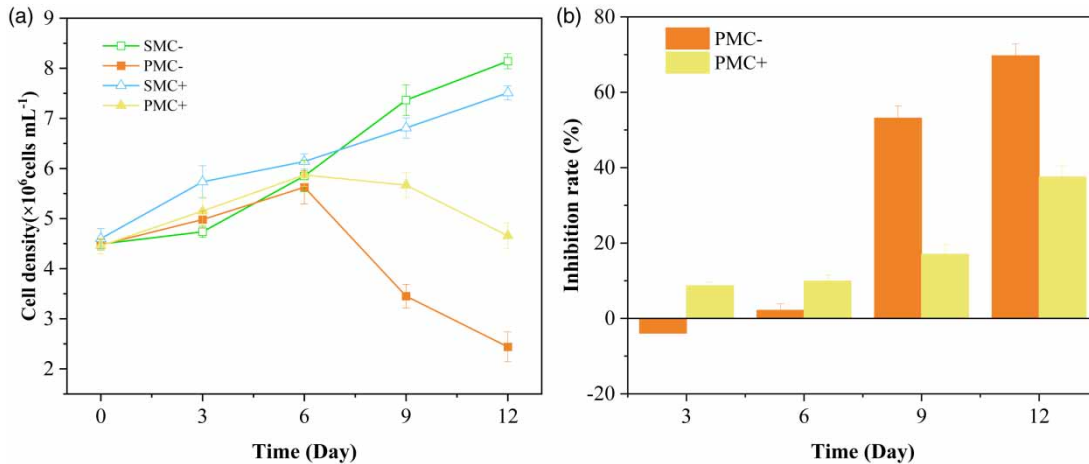 (a)
9
8
7
6
5
4
3
2
Cell density(×10⁶cells mL⁻¹)
SMC-
PMC-
SMC+
PMC+
0 3 6 9 12
Time (Day)
(b)
80
60
40
20
0
-20
Inhibition rate (%)
PMC-
PMC+
3 6 9 12
Time (Day)